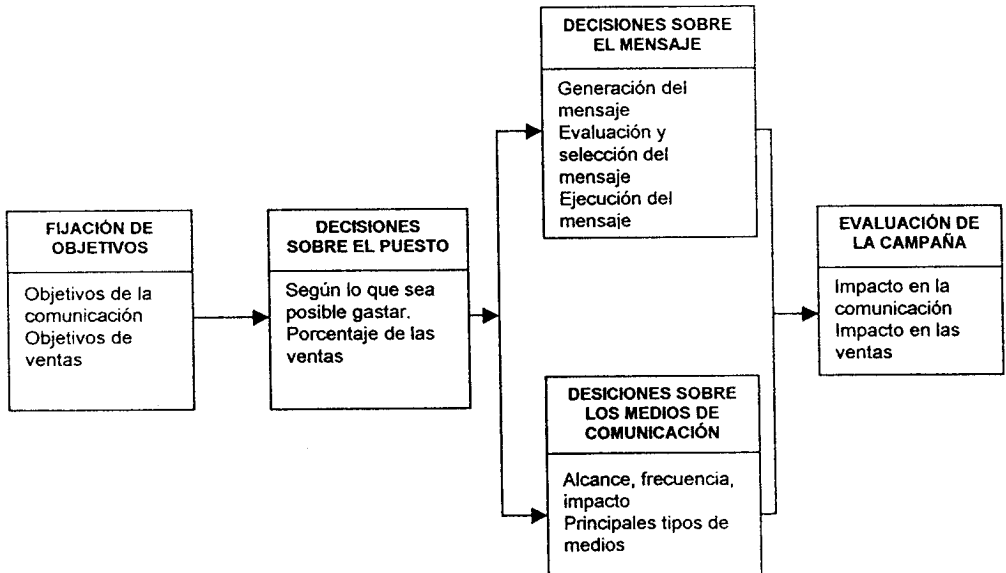 FIJACIÓN DE
OBJETIVOS
Objetivos de la
comunicación
Objetivos de
ventas
DECISIONES
SOBRE EL PUESTO
Según lo que sea
posible gastar.
Porcentaje de las
ventas
DECISIONES SOBRE
EL MENSAJE
Generación del
mensaje
Evaluación y
selección del
mensaje
Ejecución del
mensaje
DESICIONES SOBRE
LOS MEDIOS DE
COMUNICACIÓN
Alcance, frecuencia,
impacto
Principales tipos de
medios
EVALUACIÓN DE
LA CAMPAÑA
Impacto en la
comunicación
Impacto en las
ventas